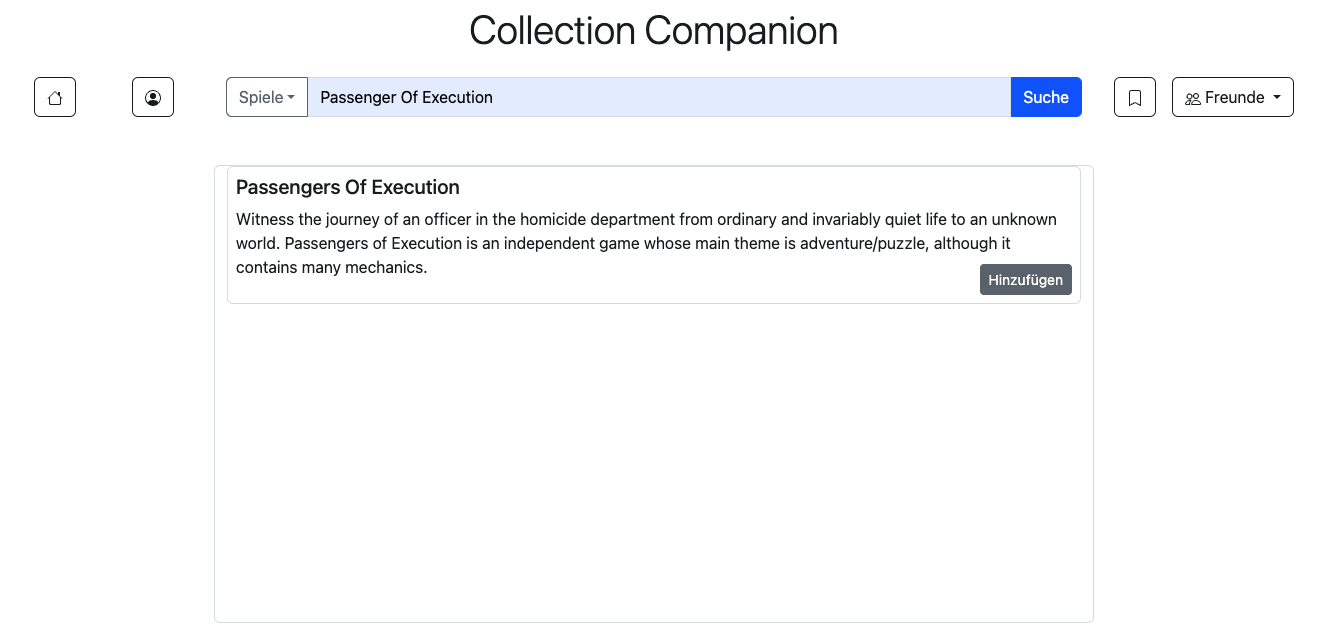 Collection Companion
Spiele
Passenger Of Execution
Suche
Freunde
Passengers Of Execution
Witness the journey of an officer in the homicide department from ordinary and invariably quiet life to an unknown
world. Passengers of Execution is an independent game whose main theme is adventure/puzzle, although it
contains many mechanics.
Hinzufügen